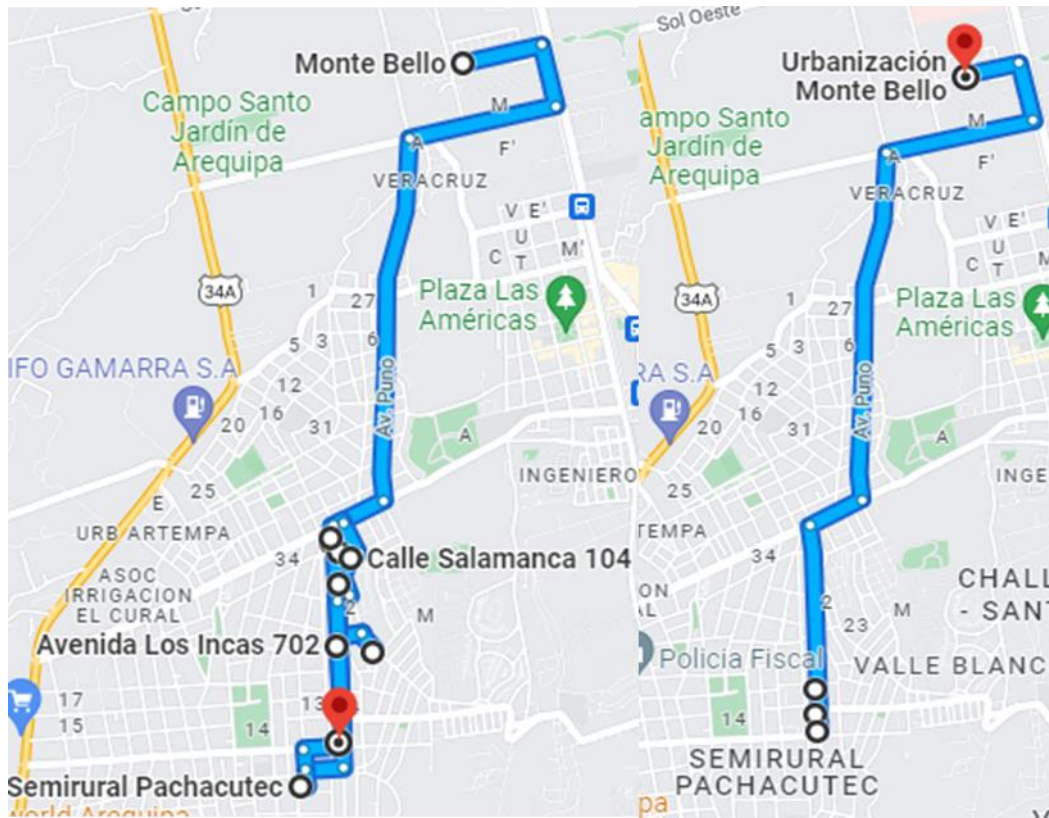 Monte Bello
Campo Santo
Jardín de
Arequipa
M
A
F'
VERACRUZ
V E'
U
C T M'
34A
1
27
Plaza Las
Américas
5 3 6
IFO GAMARRA S.A
12
16
20
31
Av. Puno
A
INGENIERO
25
E
URB ARTEMPA
34
Calle Salamanca 104
ASOC
IRRIGACION
EL CURAL
2
M
Avenida Los Incas 702
17
15
13
14
Semirural Pachacutec
world Arequipa
Sol Oeste
Urbanización
Monte Bello
ampo Santo
Jardín de
Arequipa
M
A
F'
VERACRUZ
V E'
U
C T M
34A
1
27
Plaza Las
Américas
5 3 6
RA S.A
12
16
20
31
Av. Puno
A
INGE
25
TEMPA
34
CHALL
- SANT
ON
AL
2
M
23
Policia Fiscal
VALLE BLANC
14
SEMIRURAL
PACHACUTEC
pa